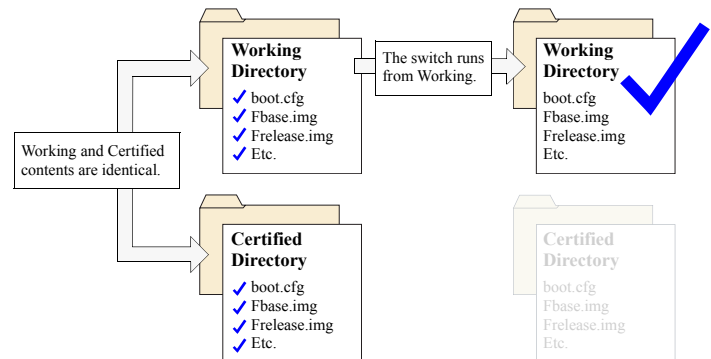 Working
Directory
boot.cfg
Fbase.img
Frelease.img
Etc.
The switch runs
from Working.
Working
Directory
boot.cfg
Fbase.img
Frelease.img
Etc.
Working and Certified
contents are identical.
Certified
Directory
boot.cfg
Fbase.img
Frelease.img
Etc.
Certified
Directory
boot.cfg
Fbase.img
Frelease.img
Etc.